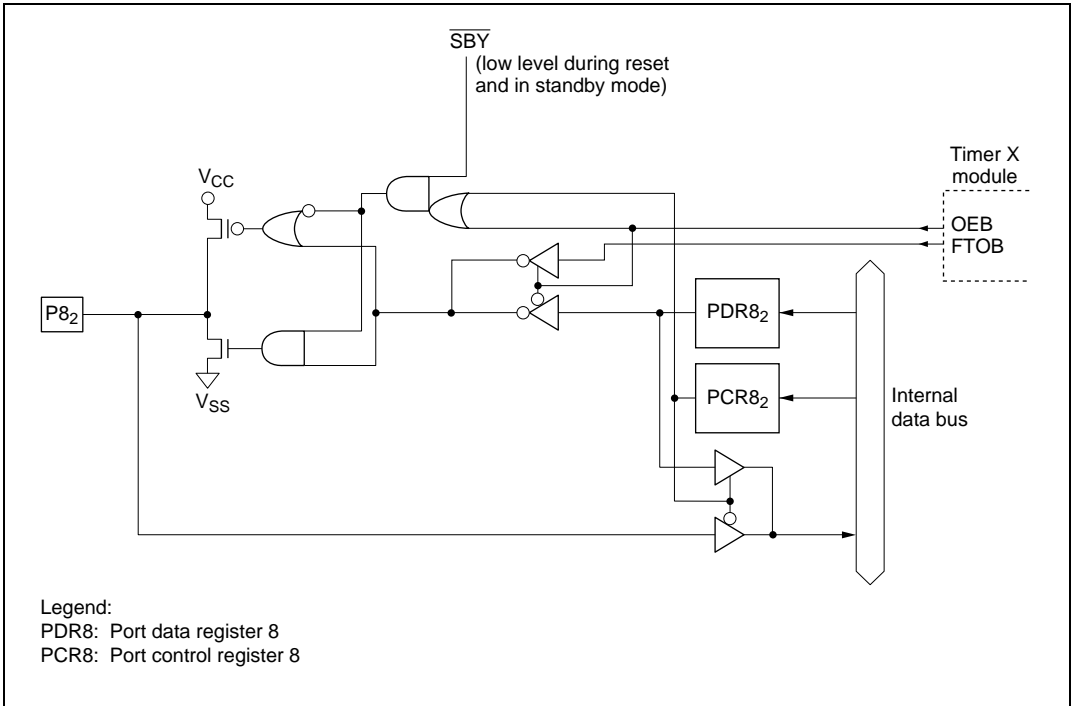 SBY
(low level during reset
and in standby mode)
Timer X
module
VCC
OEB
FTOB
P82
PDR82
PCR82
VSS
Internal
data bus
Legend:
PDR8: Port data register 8
PCR8: Port control register 8